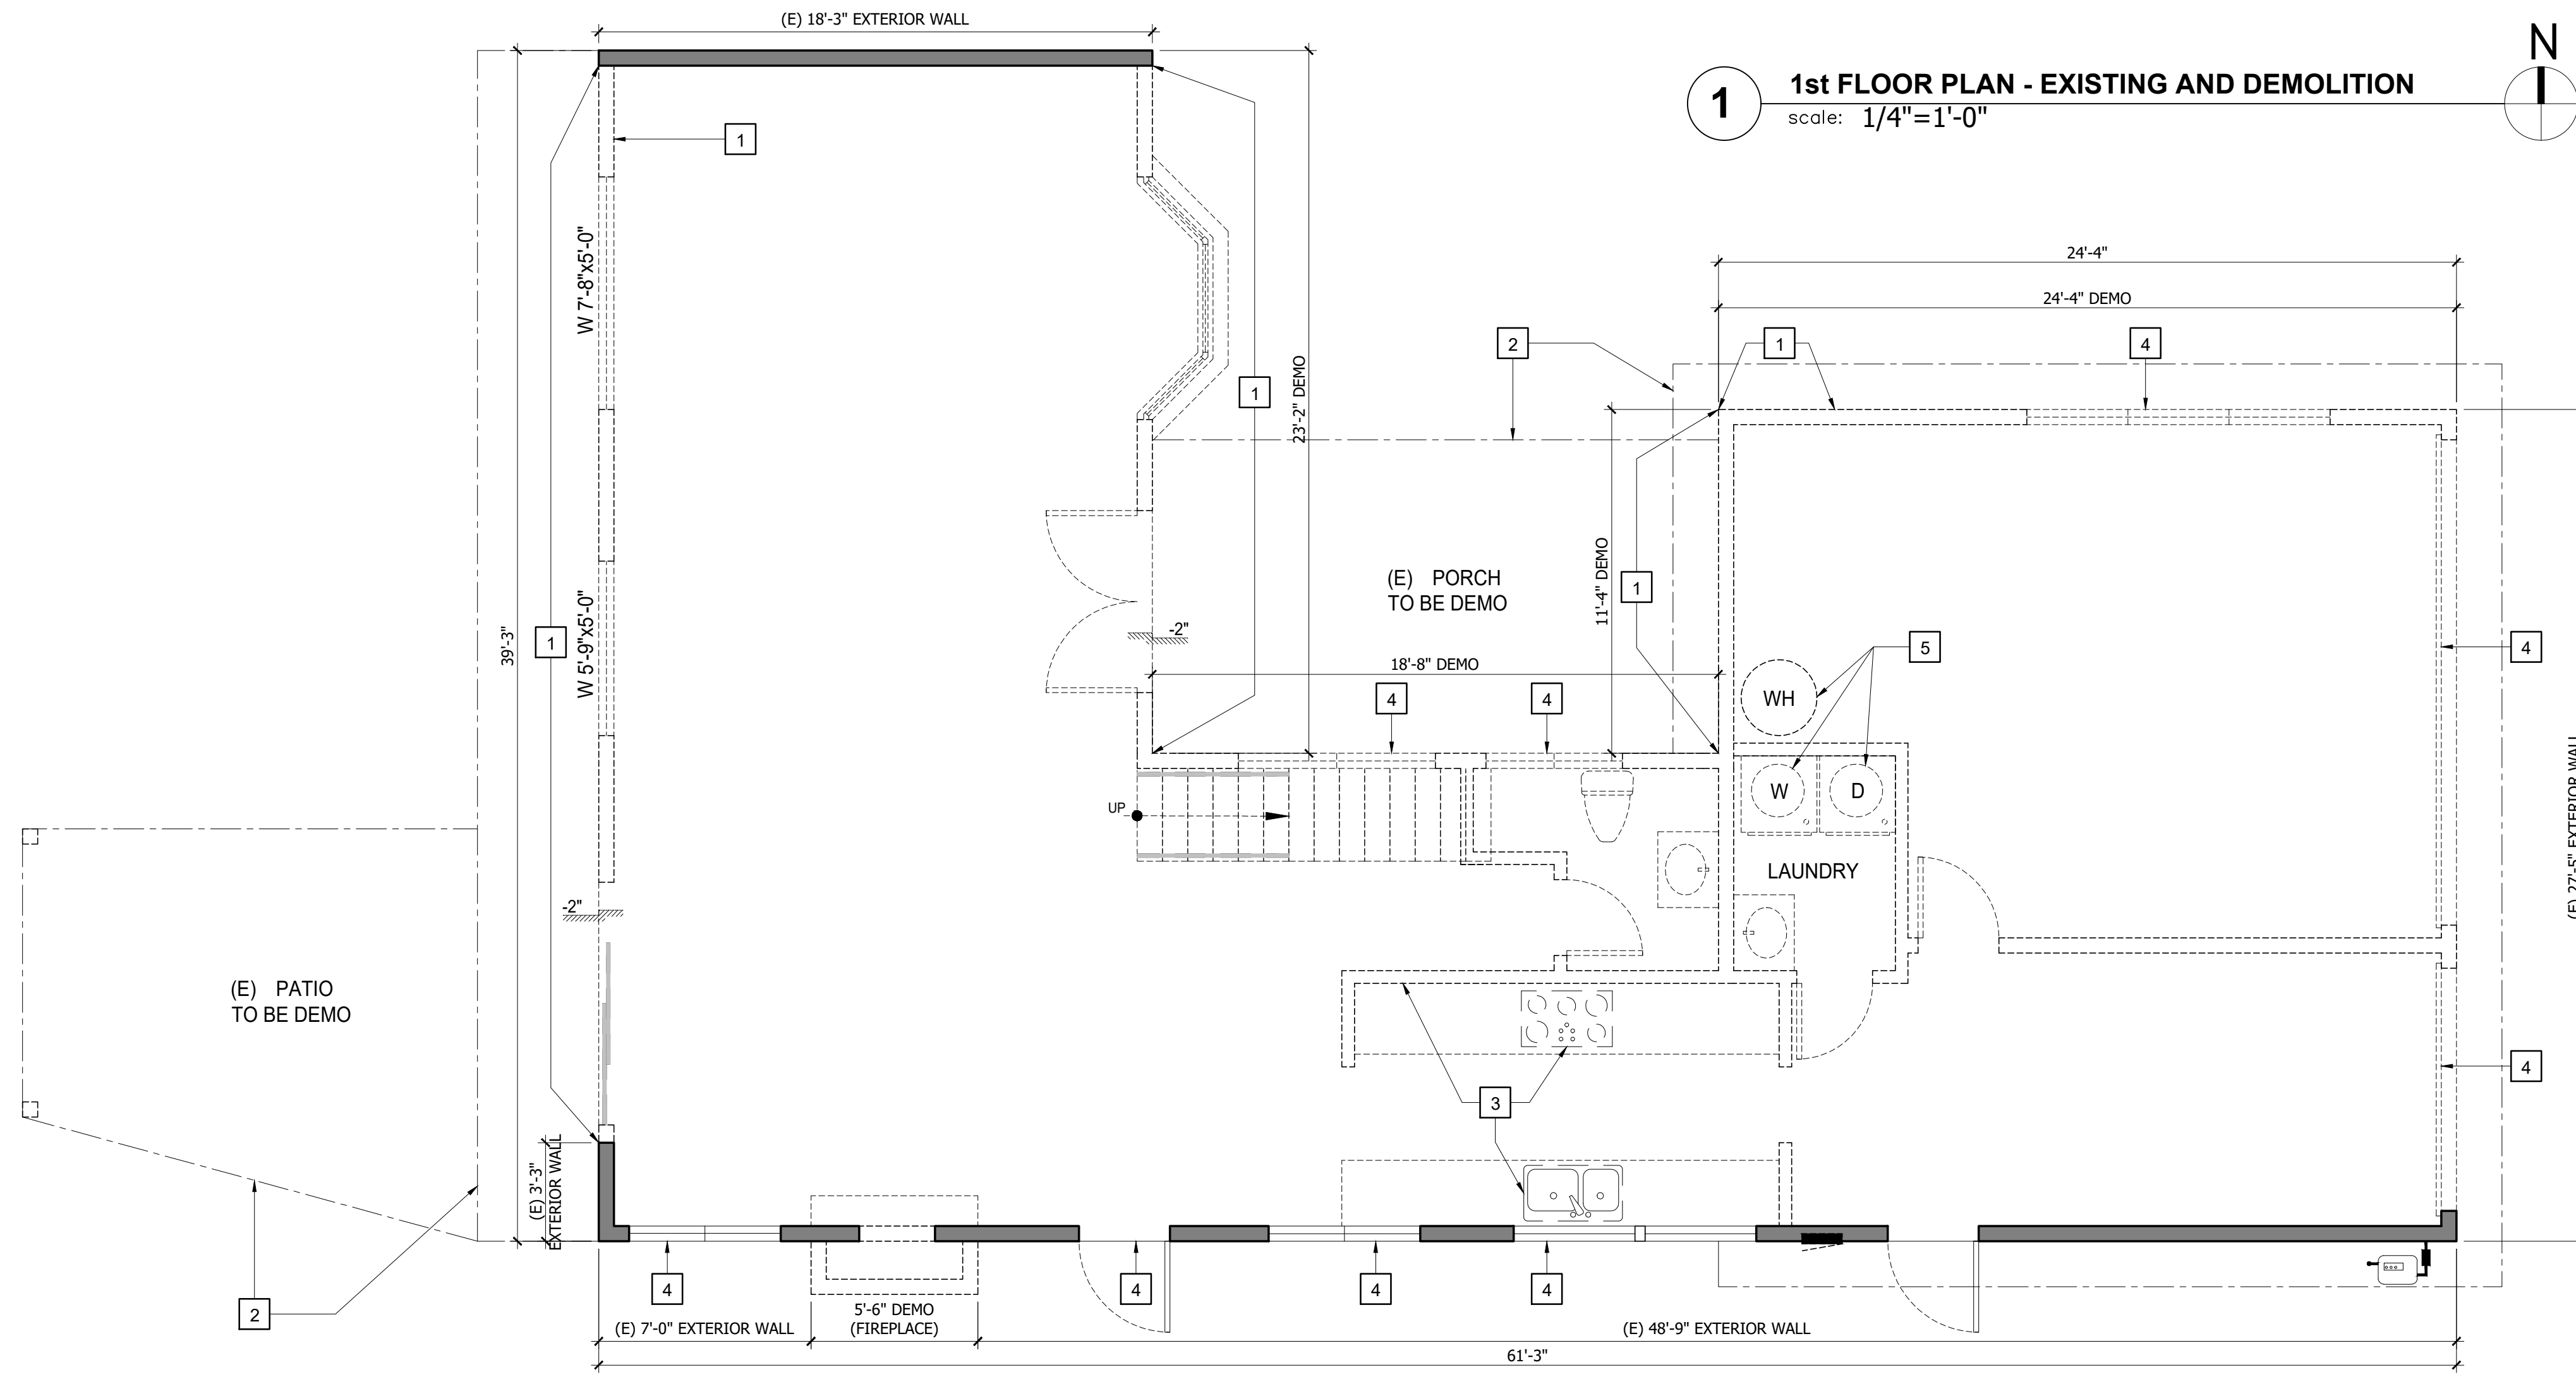 (E) 18'-3" EXTERIOR WALL
N
1
1st FLOOR PLAN - EXISTING AND DEMOLITION
scale: 1/4"=1'-0"
1
W 7'-8"x5'-0"
24'-4"
24'-4" DEMO
2
1
4
1
23'-2" DEMO
(E) PORCH
TO BE DEMO
11'-4" DEMO
1
39'-3"
1
W 5'-9"x5'-0"
-2"
18'-8" DEMO
5
4
4
4
WH
W
D
UP
LAUNDRY
(E) 27'-5" EXTERIOR WALL
-2"
(E) PATIO
TO BE DEMO
4
3
(E) 3'-3"
EXTERIOR WALL
2
4
4
4
4
5'-6" DEMO
(FIREPLACE)
(E) 7'-0" EXTERIOR WALL
(E) 48'-9" EXTERIOR WALL
61'-3"